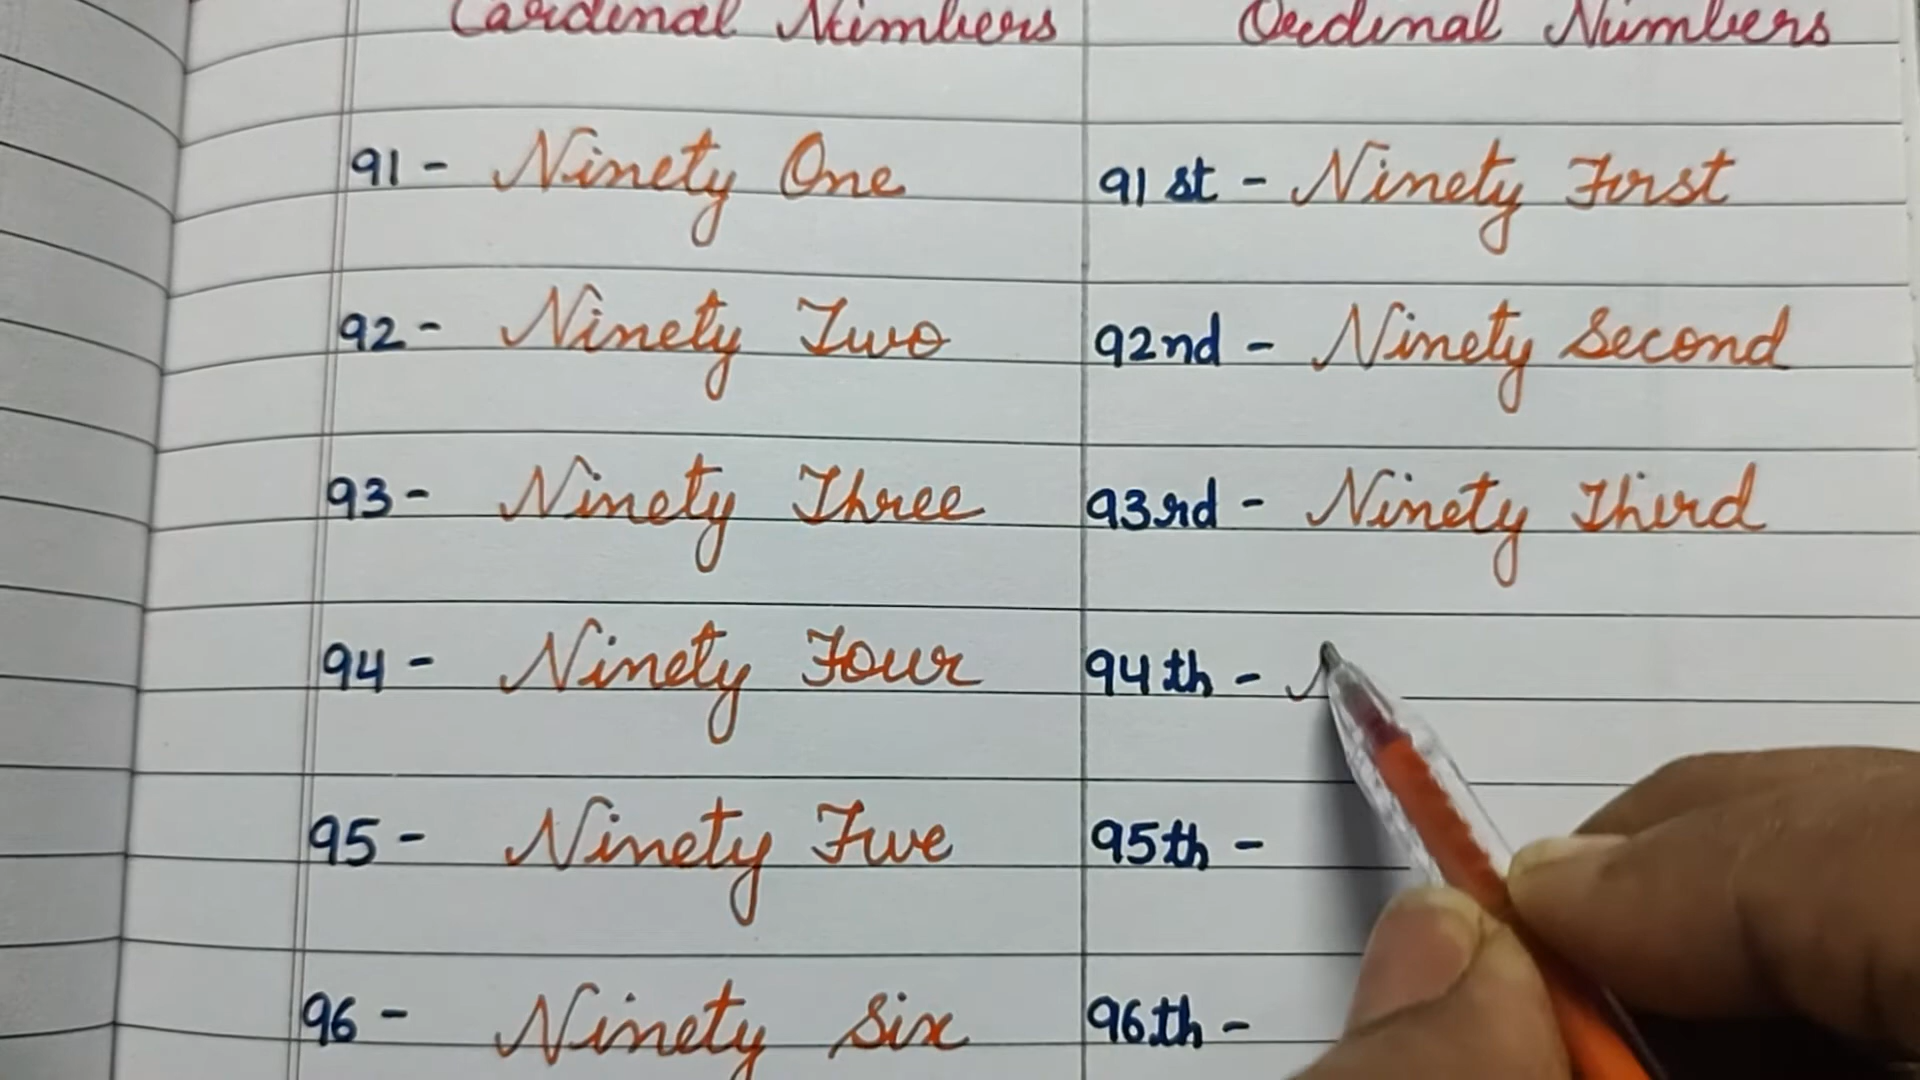 Cardinal Numbers Ordinal Numbers
91 - Ninety One 91st - Ninety First
92 - Ninety Two 92nd - Ninety Second
93 - Ninety Three 93rd - Ninety Third
94 - Ninety Four 94th - N
95 - Ninety Five 95th -
96 - Ninety Six 96th -